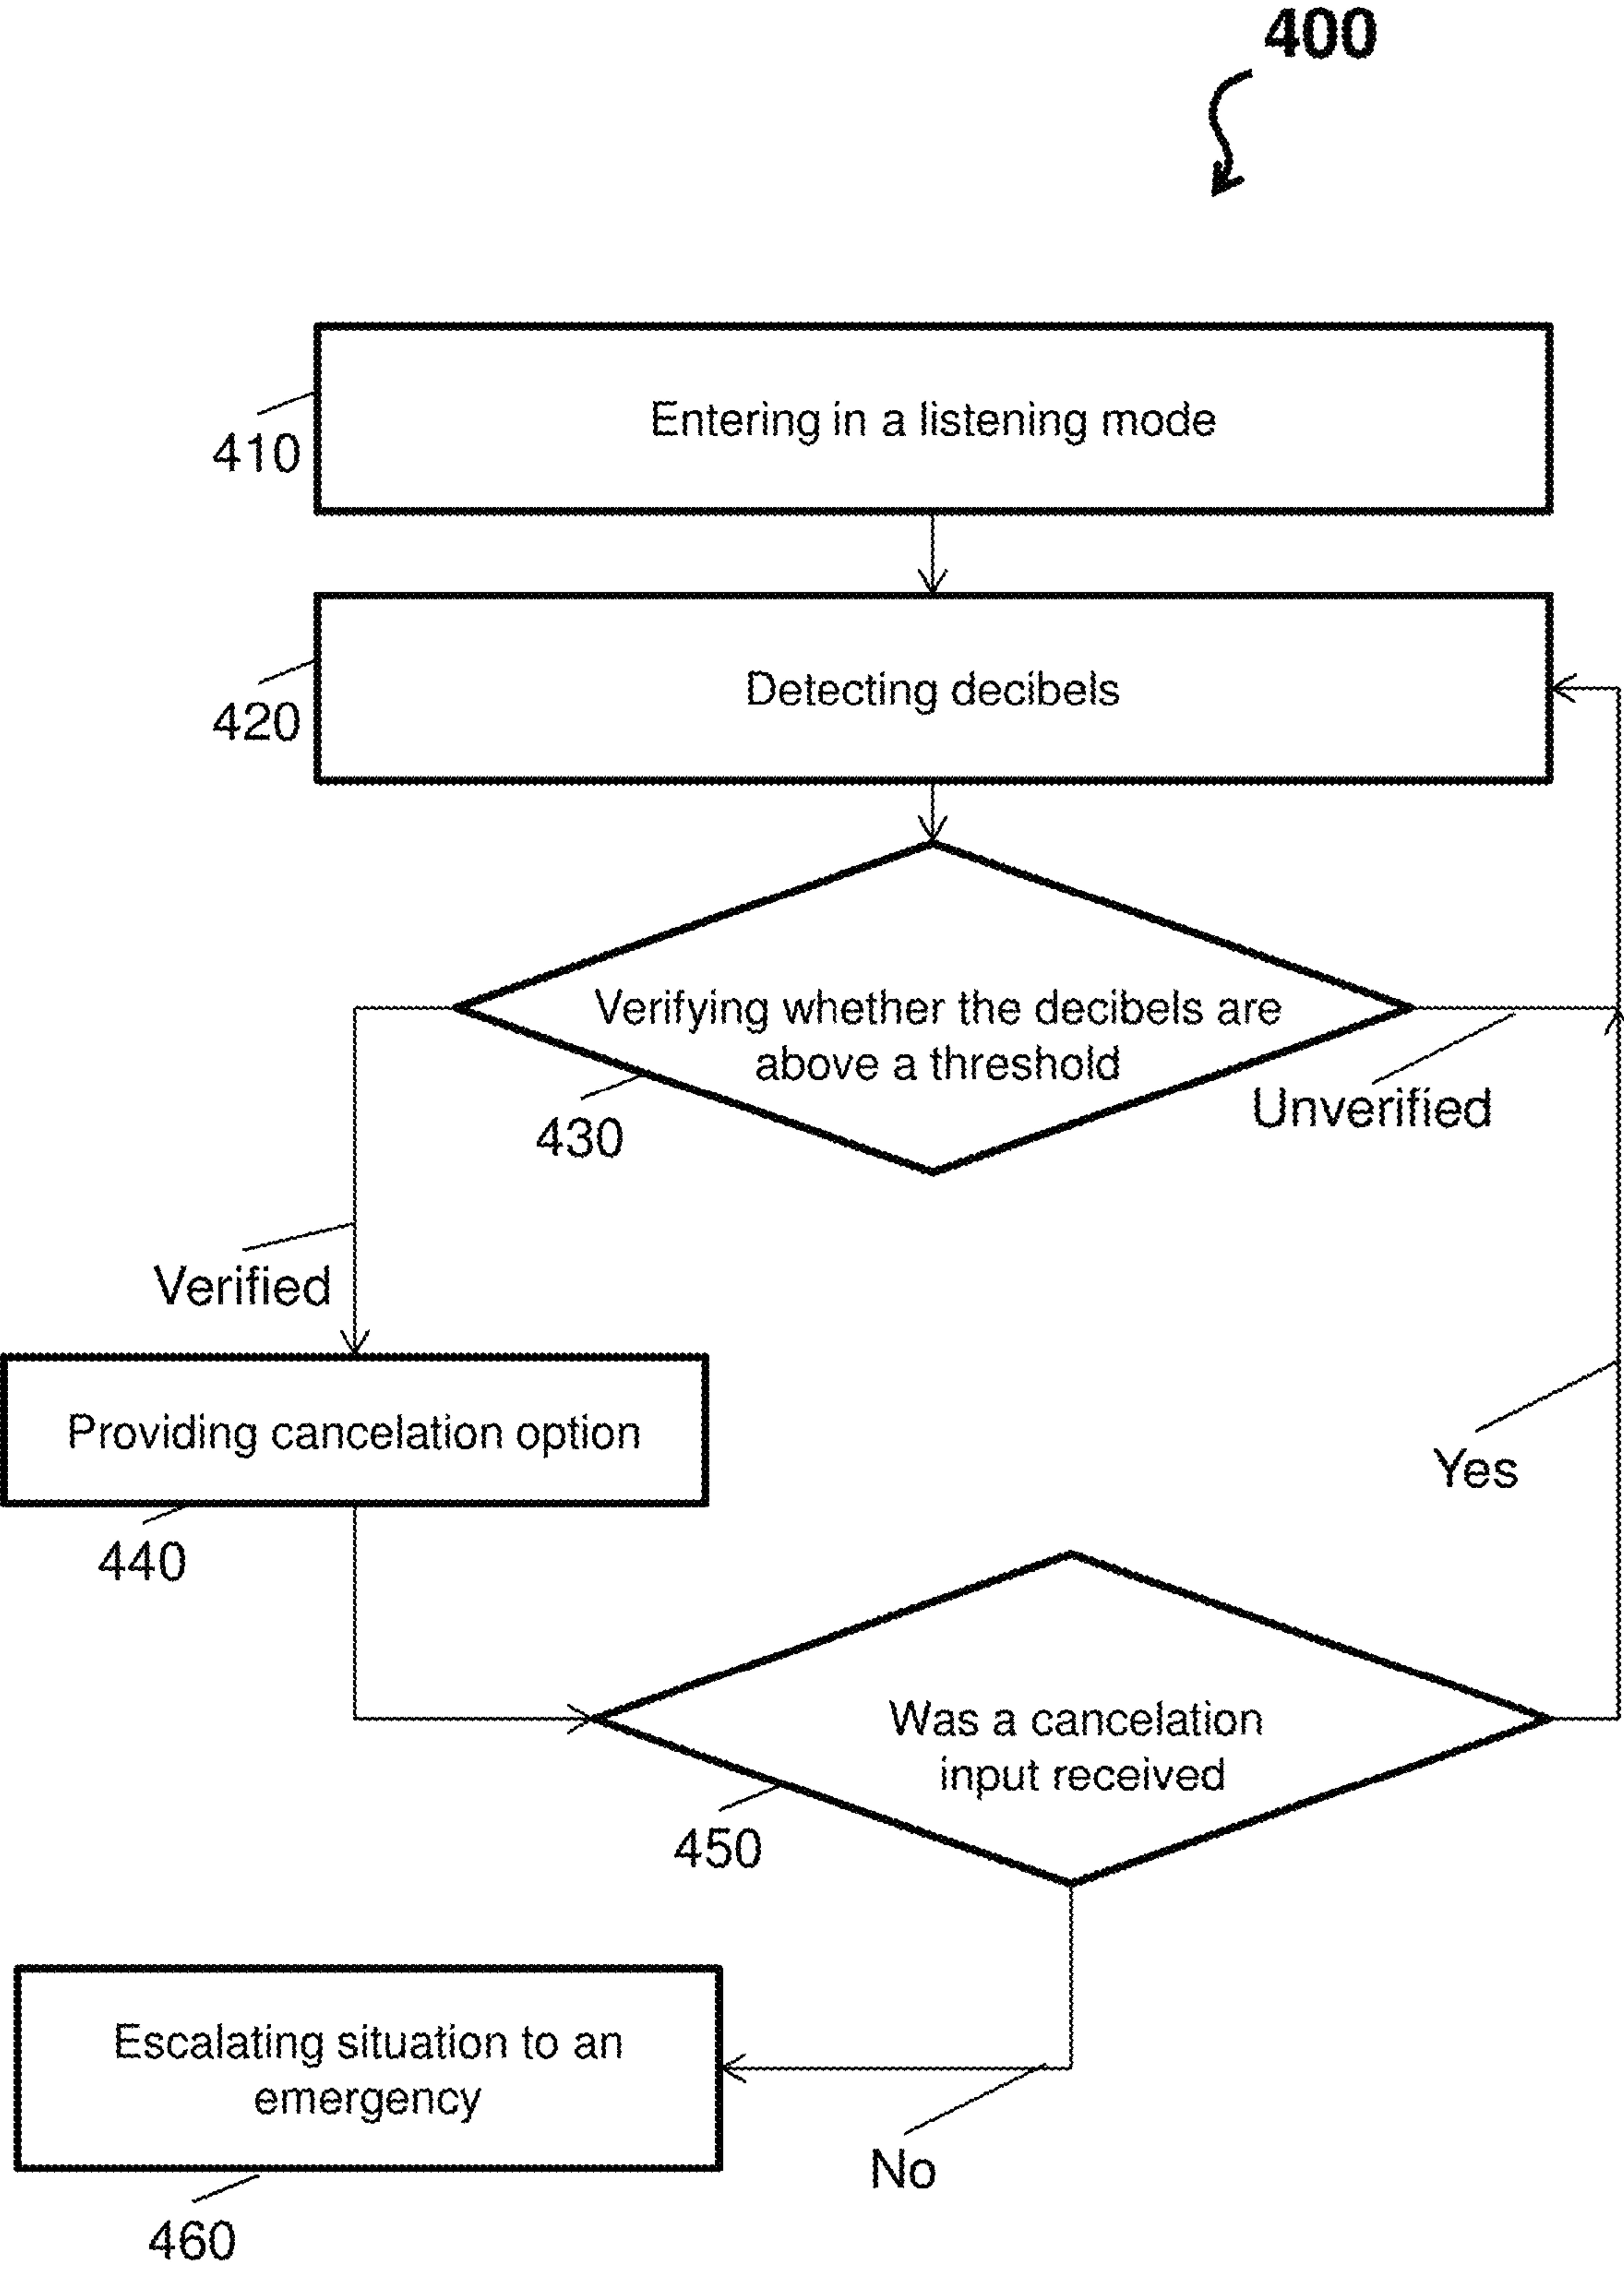 400
Entering in a listening mode
410
Detecting decibels
420
Verifying whether the decibels are
above a threshold
430
Unverified
Verified
Providing cancelation option
440
Yes
Was a cancelation
input received
450
Escalating situation to an
emergency
No
460